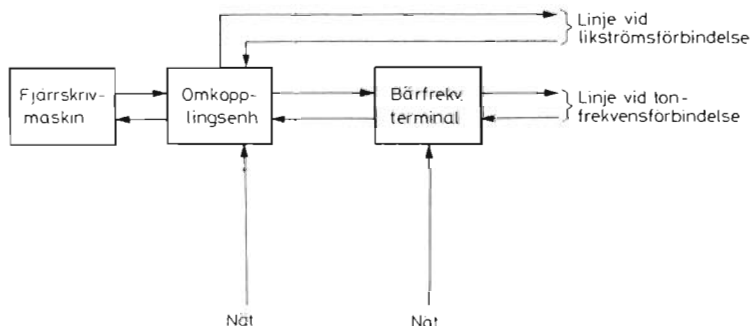 Linje vid
likströmsförbindelse
Fjärrskriv-
maskin
Omkopp-
lingsenh
Bärfrekv.
terminal
Linje vid ton-
frekvensförbindelse
Nät
Nät